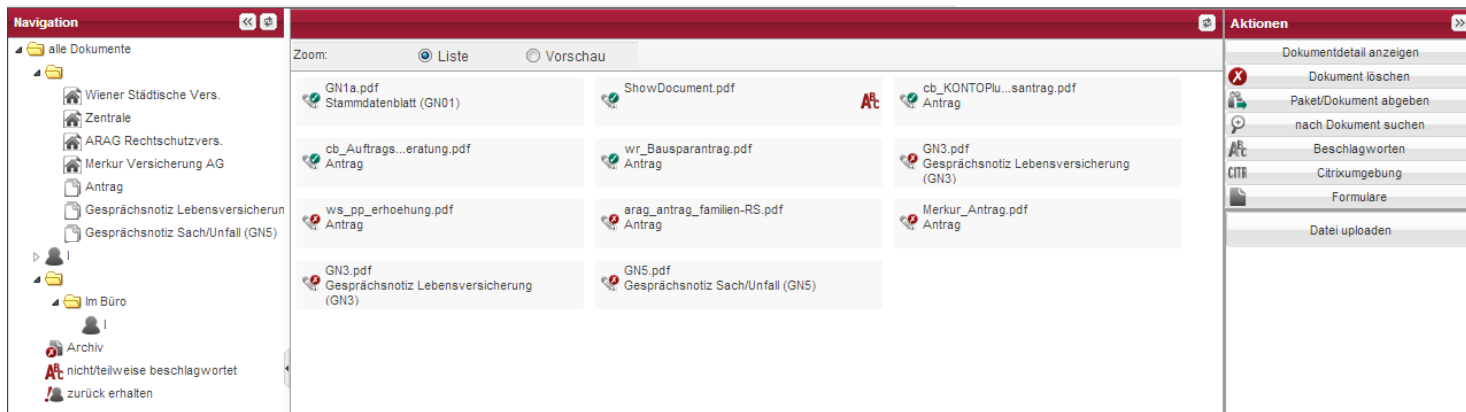 Navigation
alle Dokumente
Wiener Städtische Vers.
Zentrale
ARAG Rechtschutzvers.
Merkur Versicherung AG
Antrag
Gesprächsnotiz Lebensversicherun
Gesprächsnotiz Sach/Unfall (GN5)
l
Im Büro
l
Archiv
nicht/teilweise beschlagwortet
zurück erhalten
Zoom:
Liste
Vorschau
GN1a.pdf
Stammdatenblatt (GN01)
ShowDocument.pdf
ABC
cb_KONTOPlu...santrag.pdf
Antrag
cb_Auftrags...eratung.pdf
Antrag
wr_Bausparantrag.pdf
Antrag
GN3.pdf
Gesprächsnotiz Lebensversicherung
(GN3)
ws_pp_erhoehung.pdf
Antrag
arag_antrag_familien-RS.pdf
Antrag
Merkur_Antrag.pdf
Antrag
GN3.pdf
Gesprächsnotiz Lebensversicherung
(GN3)
GN5.pdf
Gesprächsnotiz Sach/Unfall (GN5)
Aktionen
Dokumentdetail anzeigen
Dokument löschen
Paket/Dokument abgeben
nach Dokument suchen
ABC
Beschlagworten
CITR
Citrixumgebung
Formulare
Datei uploaden